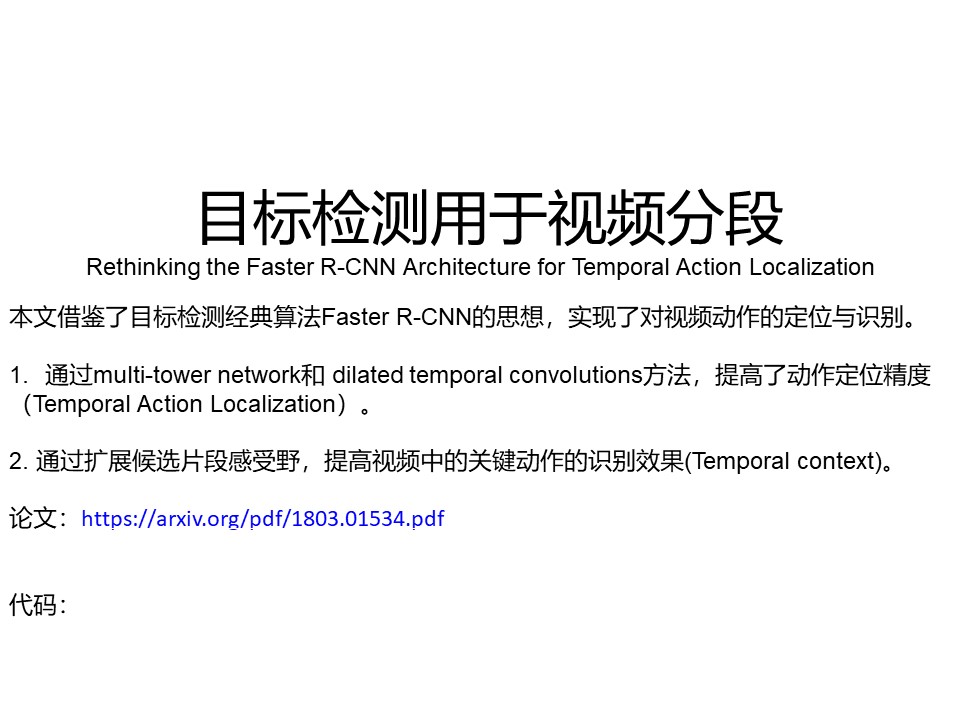 目标检测用于视频分段
Rethinking the Faster R-CNN Architecture for Temporal Action Localization
本文借鉴了目标检测经典算法Faster R-CNN的思想，实现了对视频动作的定位与识别。
1. 通过multi-tower network和 dilated temporal convolutions方法，提高了动作定位精度
（Temporal Action Localization）。
2. 通过扩展候选片段感受野，提高视频中的关键动作的识别效果(Temporal context)。
论文：https://arxiv.org/pdf/1803.01534.pdf
代码：